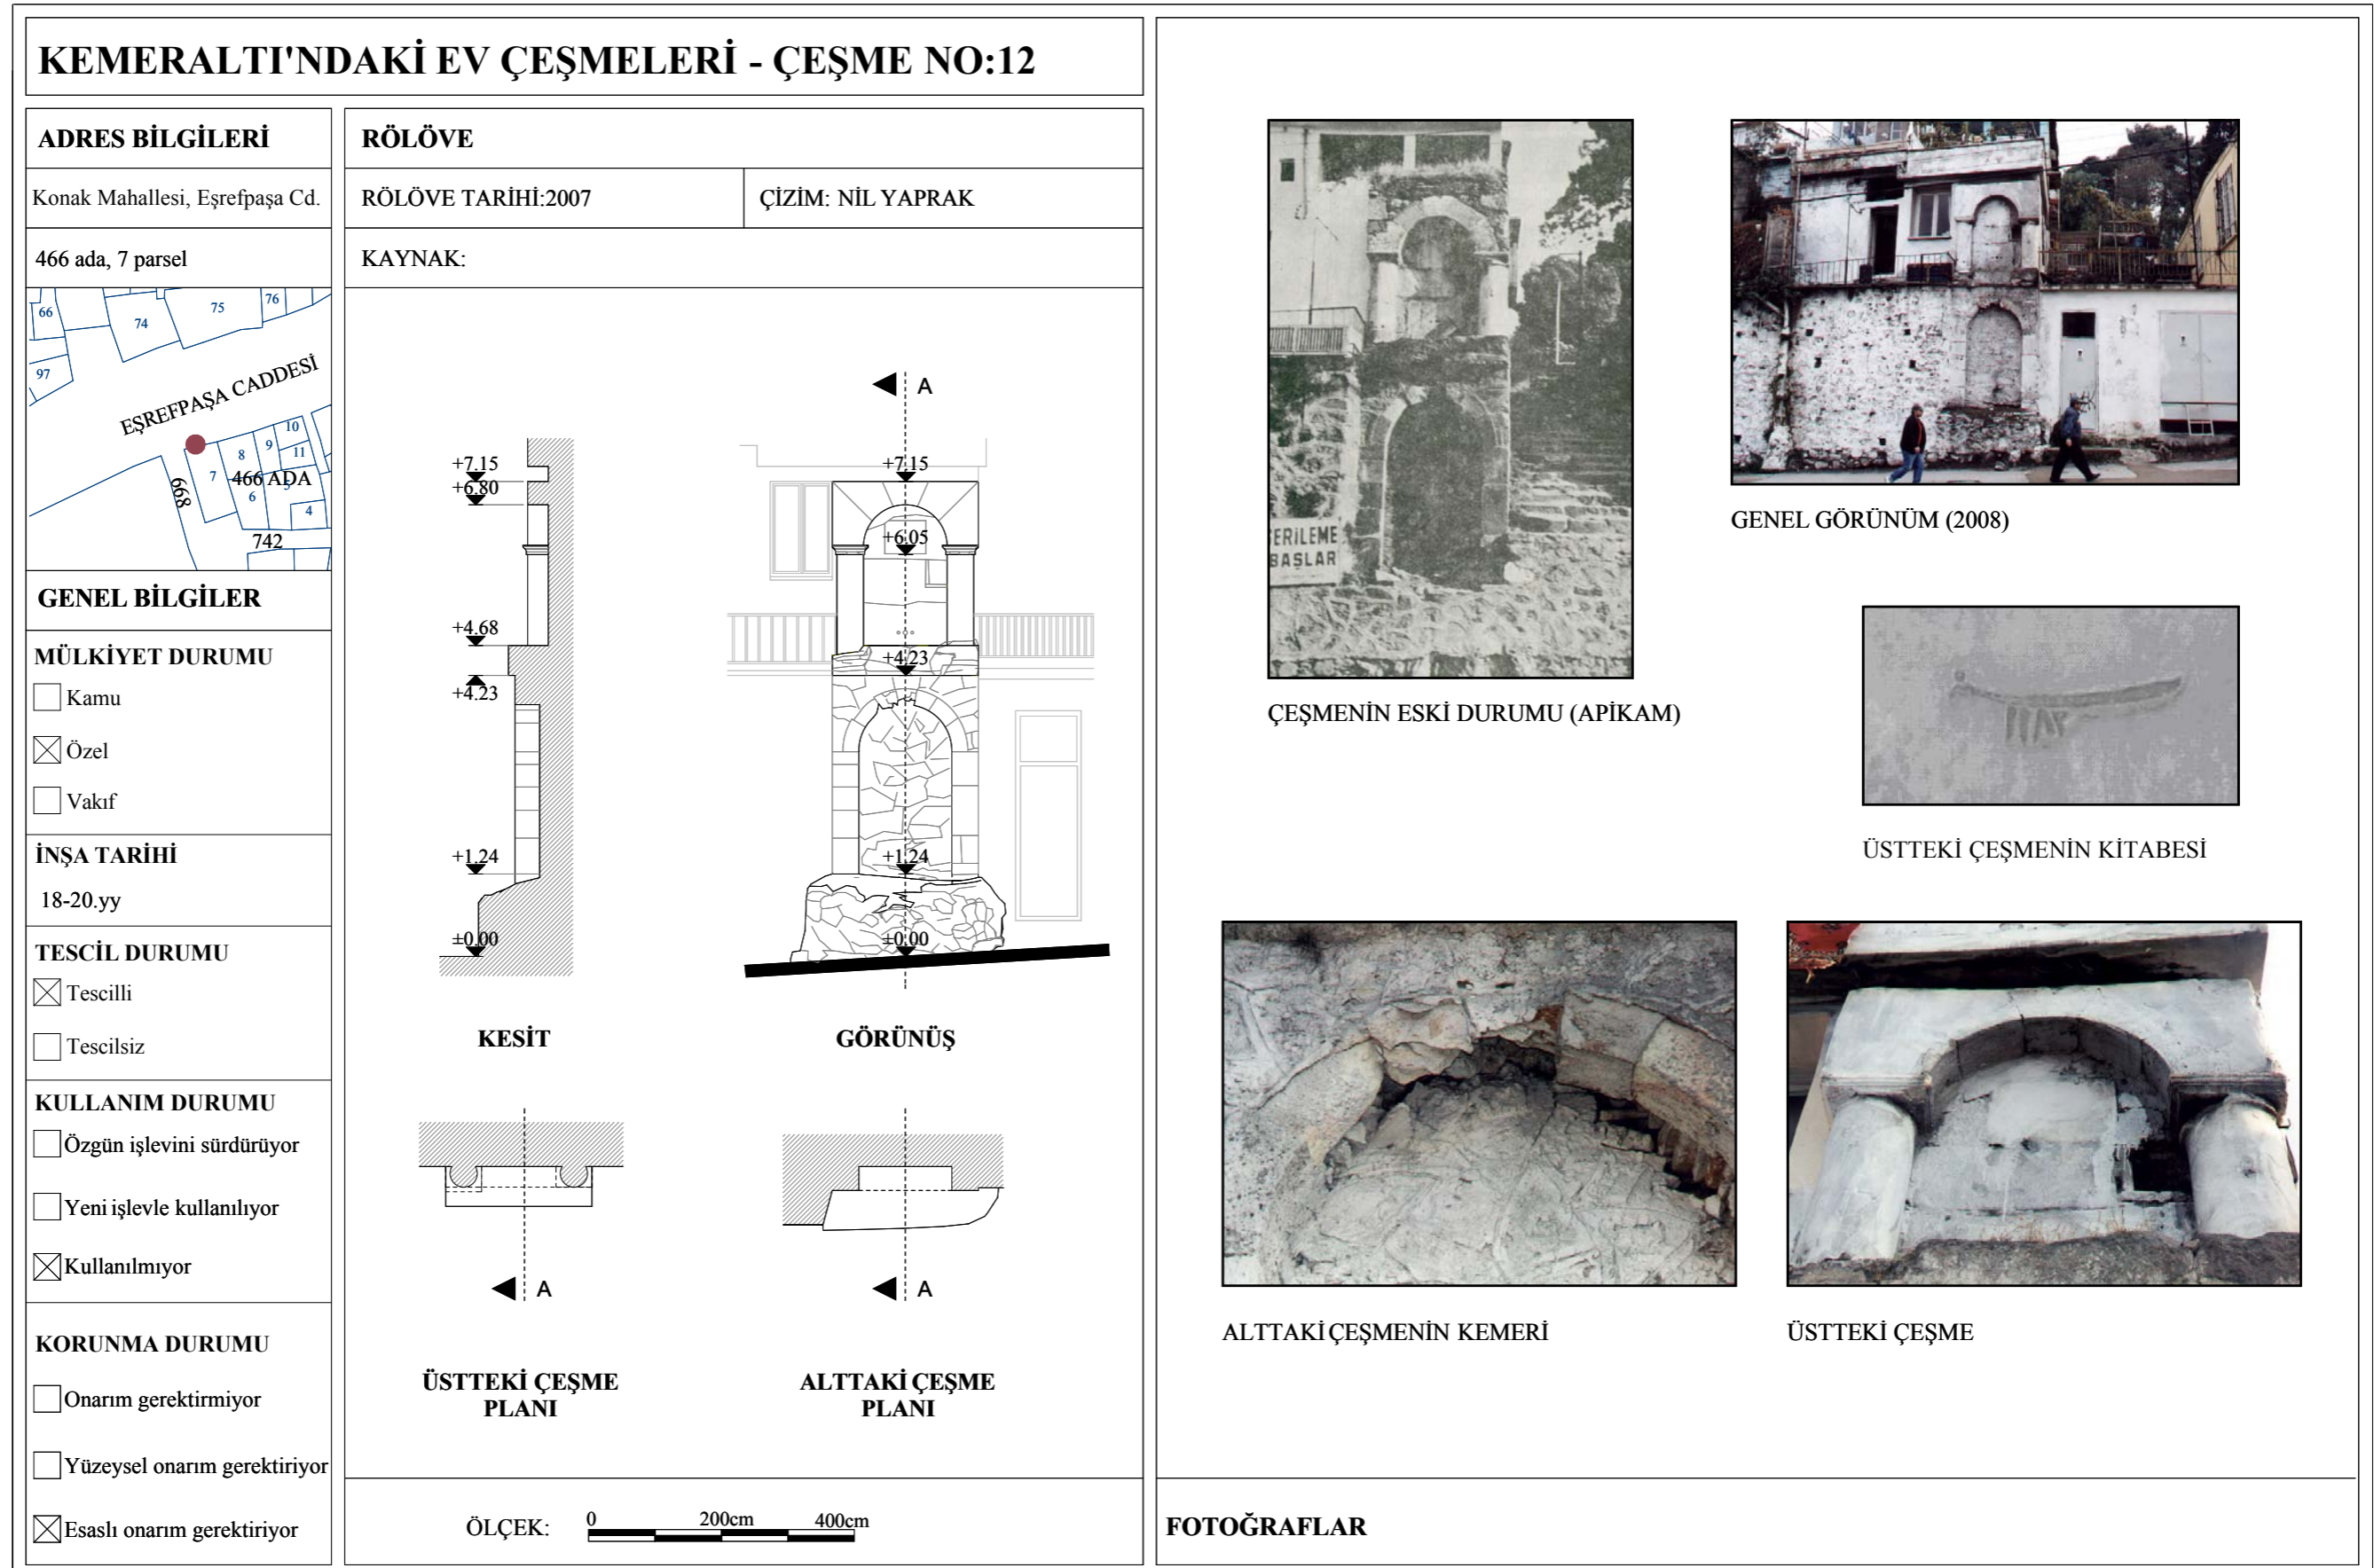 KEMERALTI'NDAKİ EV ÇEŞMELERİ - ÇEŞME NO:12
ADRES BİLGİLERİ
Konak Mahallesi, Eşrefpaşa Cd.
466 ada, 7 parsel
66
74
75
76
97
EŞREFPAŞA CADDESİ
10
9
11
8
7
466 ADA
5
6
4
668
742
GENEL BİLGİLER
MÜLKİYET DURUMU
Kamu
Özel
Vakıf
İNŞA TARİHİ
18-20.yy
TESCİL DURUMU
Tescilli
Tescilsiz
KULLANIM DURUMU
Özgün işlevini sürdürüyor
Yeni işlevle kullanılıyor
Kullanılmıyor
KORUNMA DURUMU
Onarım gerektirmiyor
Yüzeysel onarım gerektiriyor
Esaslı onarım gerektiriyor
RÖLÖVE
RÖLÖVE TARİHİ:2007
ÇİZİM: NİL YAPRAK
KAYNAK:
+7.15
+6.80
+4.68
+4.23
+1.24
±0.00
KESİT
A
+7.15
+6.05
+4.23
+1.24
±0.00
GÖRÜNÜŞ
A
ÜSTTEKİ ÇEŞME
PLANI
A
ALTTAKİ ÇEŞME
PLANI
ÖLÇEK:
0
200cm
400cm
ERİLEME
BAŞLAR
ÇEŞMENİN ESKİ DURUMU (APİKAM)
GENEL GÖRÜNÜM (2008)
ÜSTTEKİ ÇEŞMENİN KİTABESİ
ALTTAKİ ÇEŞMENİN KEMERİ
ÜSTTEKİ ÇEŞME
FOTOĞRAFLAR